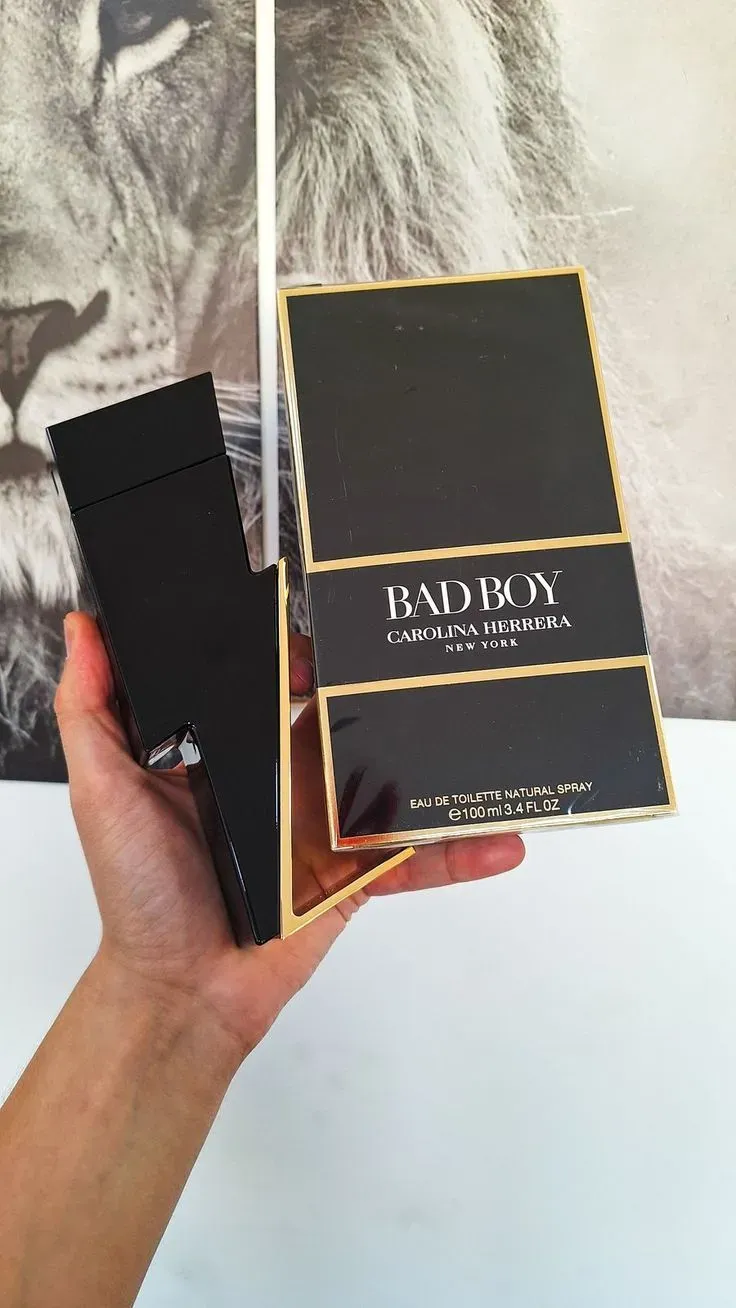 BAD BOY
CAROLINA HERRERA
NEW YORK
EAU DE TOILETTE NATURAL SPRAY
℮100 ml 3.4 FL OZ